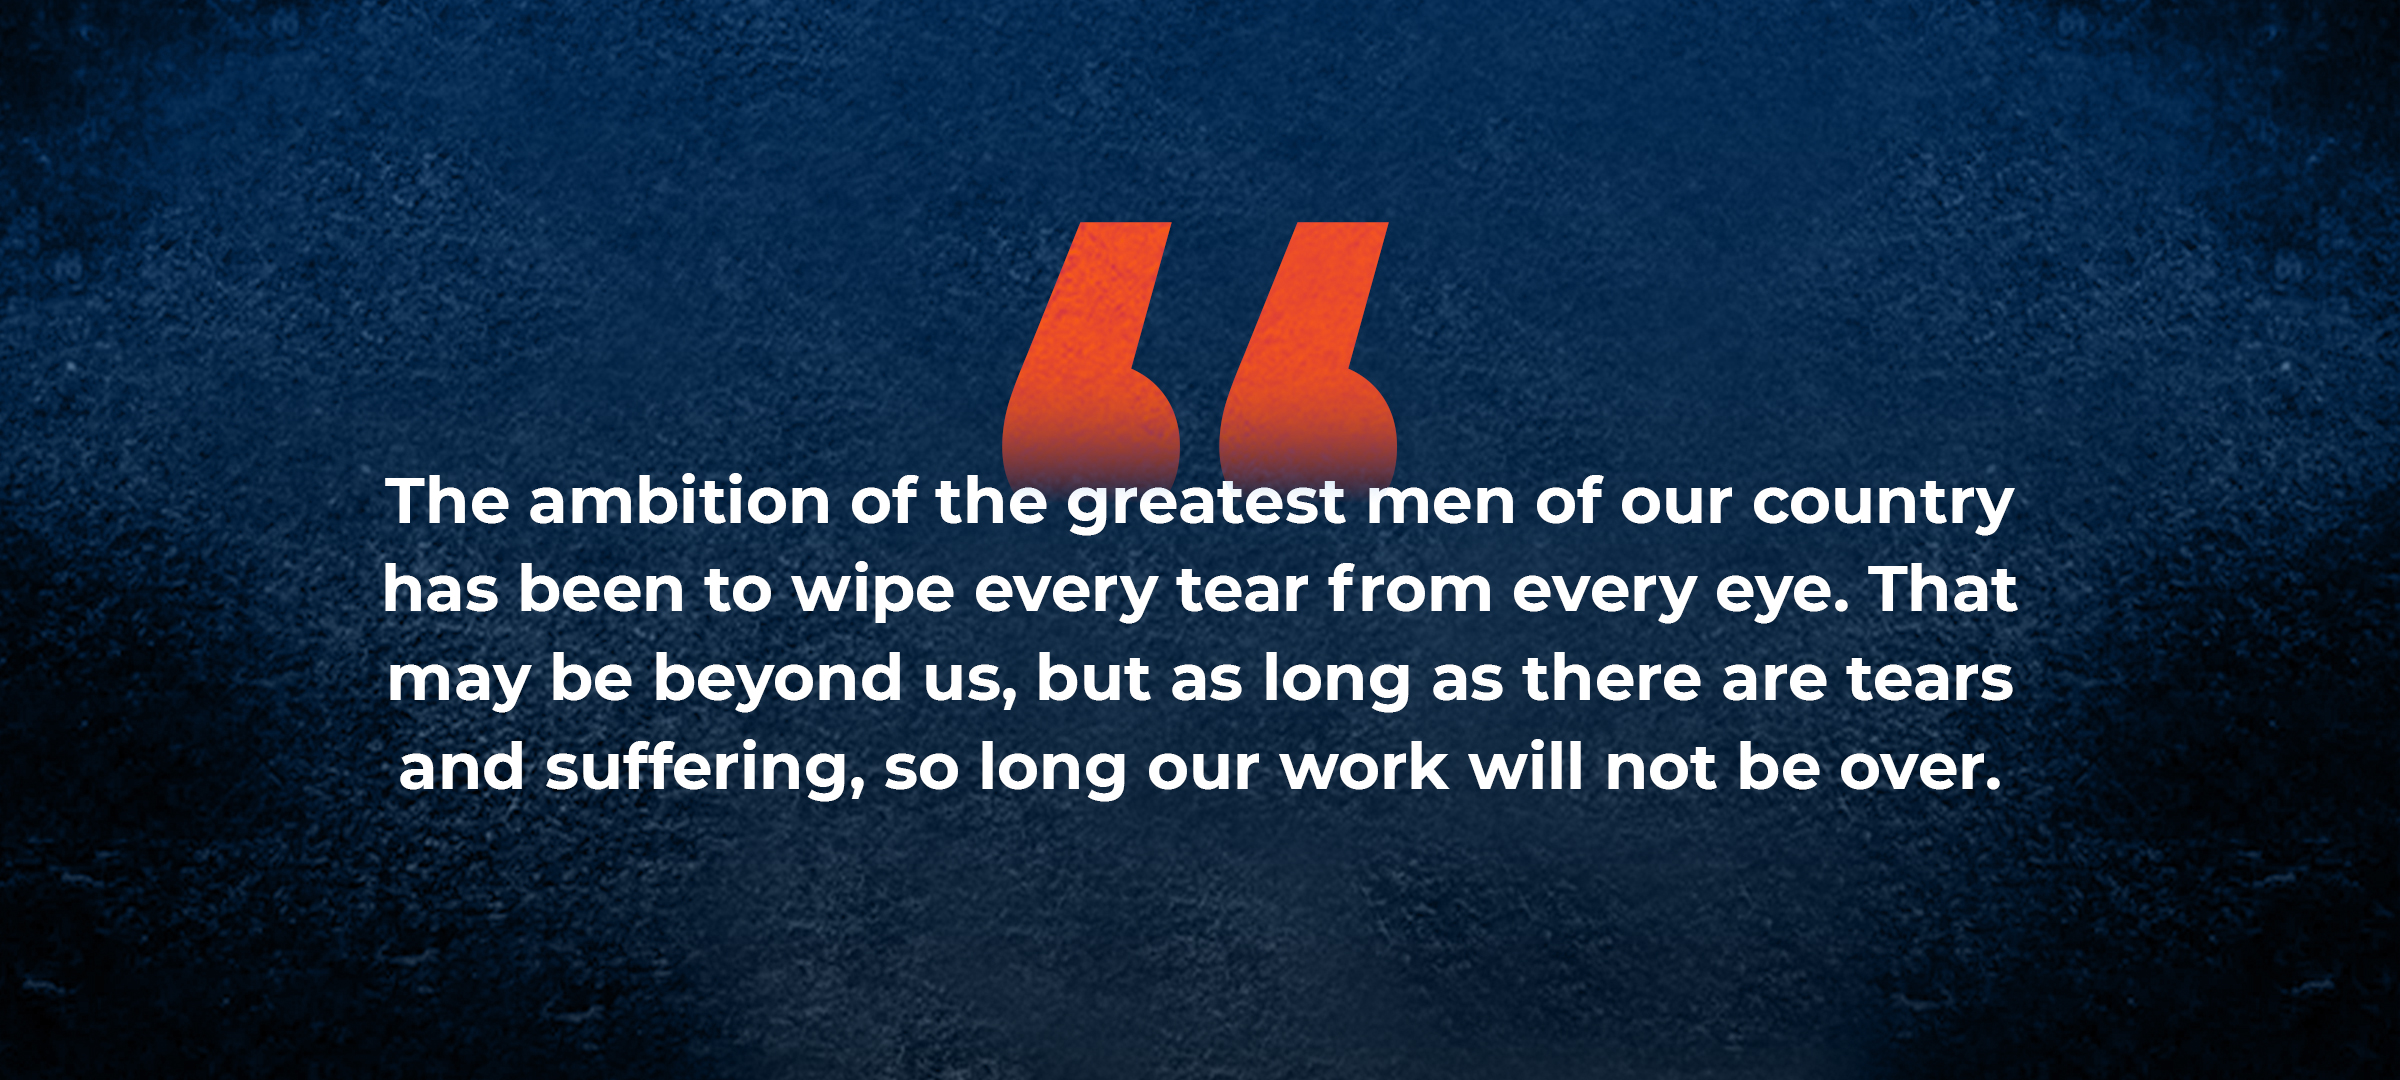 “
The ambition of the greatest men of our country
has been to wipe every tear from every eye. That
may be beyond us, but as long as there are tears
and suffering, so long our work will not be over.